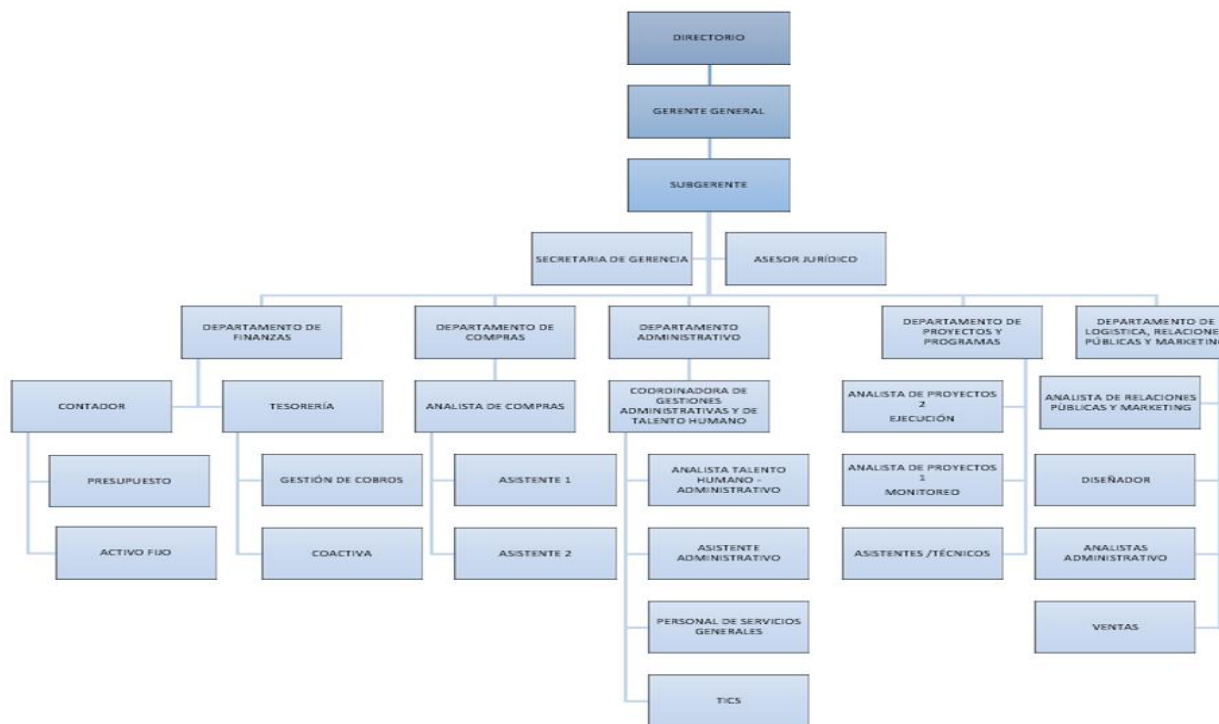 DIRECTORIO
GERENTE GENERAL
SUBGERENTE
SECRETARIA DE GERENCIA
ASESOR JURÍDICO
DEPARTAMENTO DE
FINANZAS
DEPARTAMENTO DE
COMPRAS
DEPARTAMENTO
ADMINISTRATIVO
DEPARTAMENTO DE
PROYECTOS Y
PROGRAMAS
DEPARTAMENTO DE
LOGISTICA, RELACIONE
PÚBLICAS Y MARKETING
CONTADOR
TESORERÍA
ANALISTA DE COMPRAS
COORDINADORA DE
GESTIONES
ADMINISTRATIVAS Y DE
TALENTO HUMANO
ANALISTA DE PROYECTOS
2
EJECUCIÓN
ANALISTA DE RELACIONES
PÚBLICAS Y MARKETING
PRESUPUESTO
GESTIÓN DE COBROS
ASISTENTE 1
ANALISTA TALENTO
HUMANO -
ADMINISTRATIVO
ANALISTA DE PROYECTOS
1
MONITOREO
DISEÑADOR
ACTIVO FIJO
COACTIVA
ASISTENTE 2
ASISTENTE
ADMINISTRATIVO
ASISTENTES /TÉCNICOS
ANALISTAS
ADMINISTRATIVO
PERSONAL DE SERVICIOS
GENERALES
VENTAS
TICS